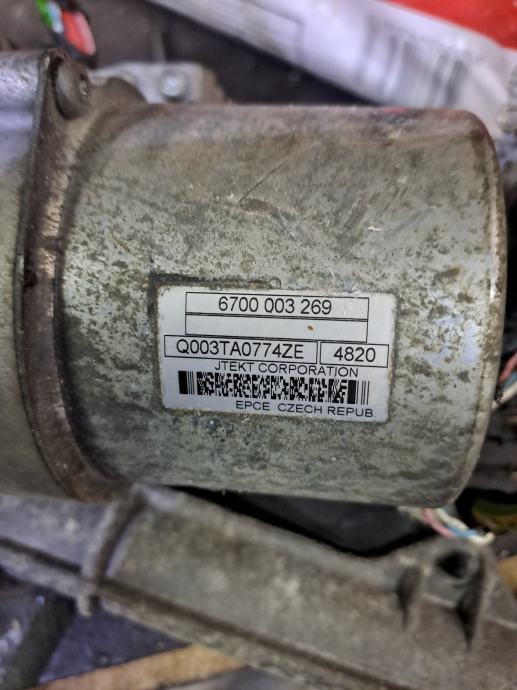 6700 003 269
Q003TA0774ZE 4820
JTEKT CORPORATION
EPCE CZECH REPUB.